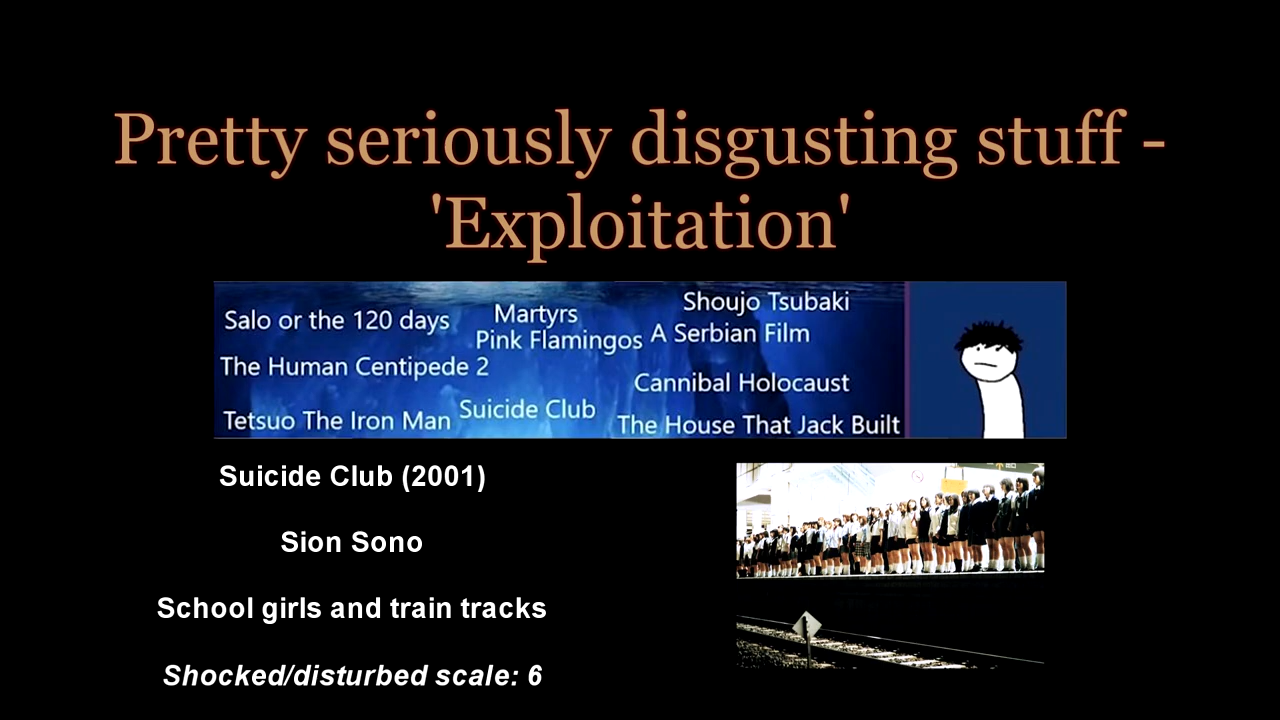 Pretty seriously disgusting stuff -
'Exploitation'
Salo or the 120 days
Martyrs
Shoujo Tsubaki
Pink Flamingos
A Serbian Film
The Human Centipede 2
Cannibal Holocaust
Tetsuo The Iron Man
Suicide Club
The House That Jack Built
Suicide Club (2001)
Sion Sono
School girls and train tracks
Shocked/disturbed scale: 6